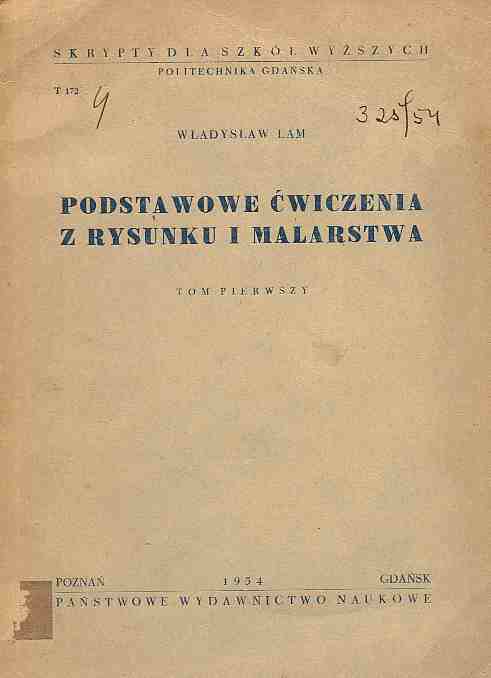 SKRYPTY DLA SZKÓŁ WYŻSZYCH
POLITECHNIKA GDAŃSKA
T 172
4
325/54
WŁADYSŁAW LAM
PODSTAWOWE ĆWICZENIA
Z RYSUNKU I MALARSTWA
TOM PIERWSZY
POZNAŃ 1954 GDAŃSK
PAŃSTWOWE WYDAWNICTWO NAUKOWE